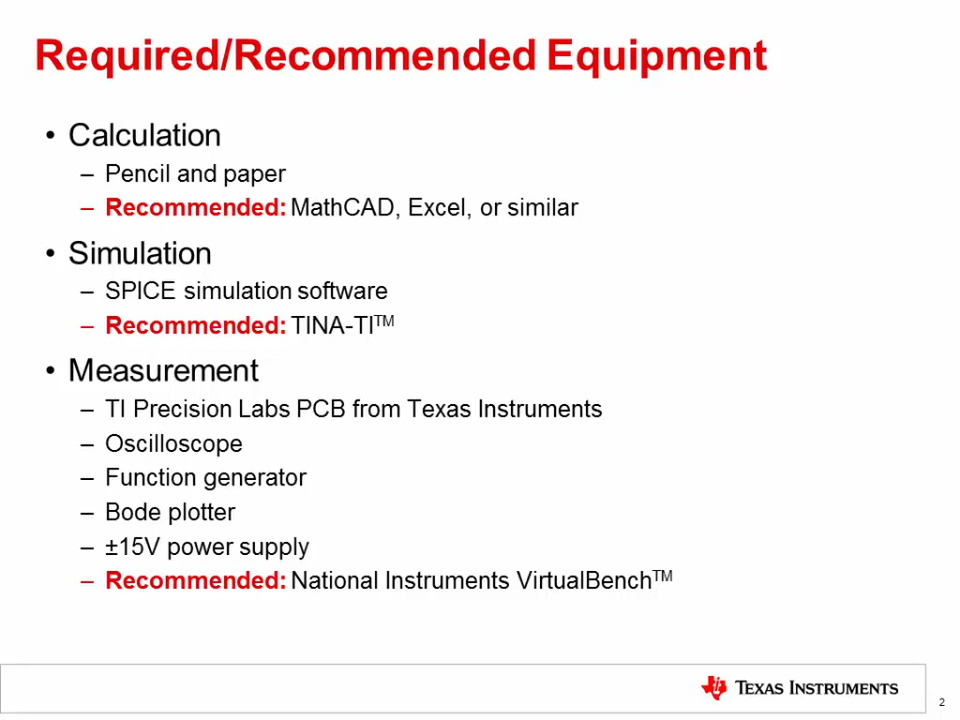 Required/Recommended Equipment
• Calculation
– Pencil and paper
– Recommended: MathCAD, Excel, or similar
• Simulation
– SPICE simulation software
– Recommended: TINA-TI™
• Measurement
– TI Precision Labs PCB from Texas Instruments
– Oscilloscope
– Function generator
– Bode plotter
– ±15V power supply
– Recommended: National Instruments VirtualBench™
TEXAS INSTRUMENTS
2